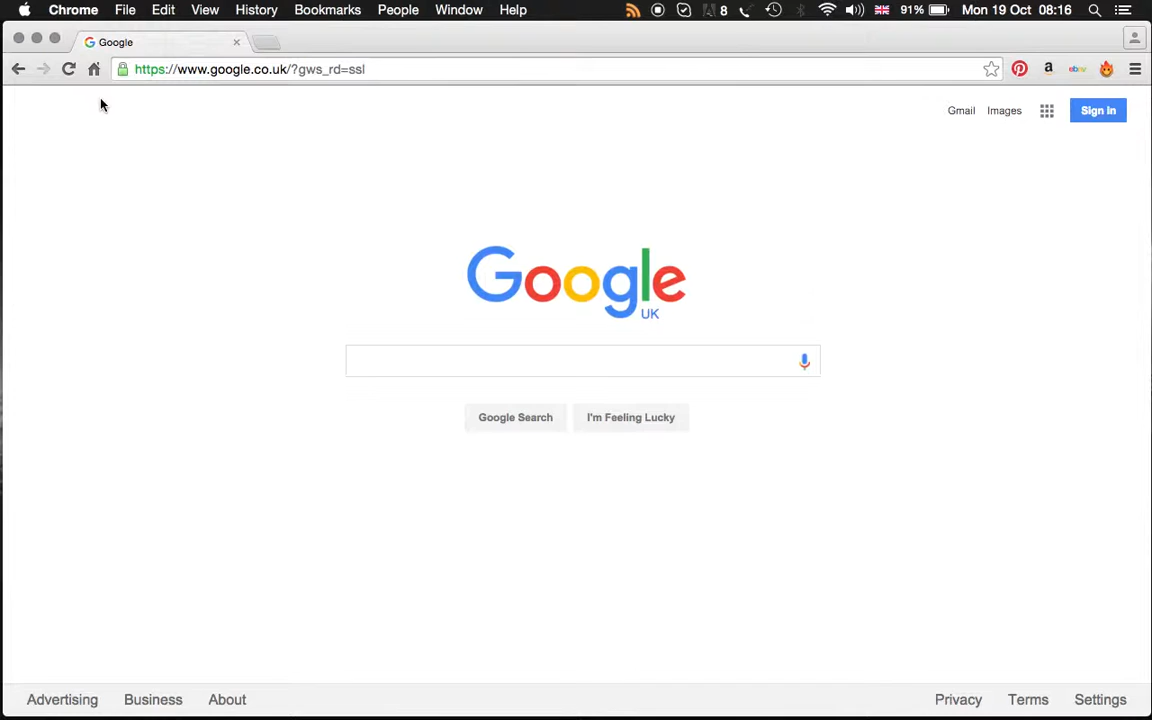 Chrome File Edit View History Bookmarks People Window Help 8 91% Mon 19 Oct 08:16
Google
https://www.google.co.uk/?gws_rd=ssl a ebay
Gmail Images Sign in
Google
UK
Google Search I'm Feeling Lucky
Advertising Business About Privacy Terms Settings